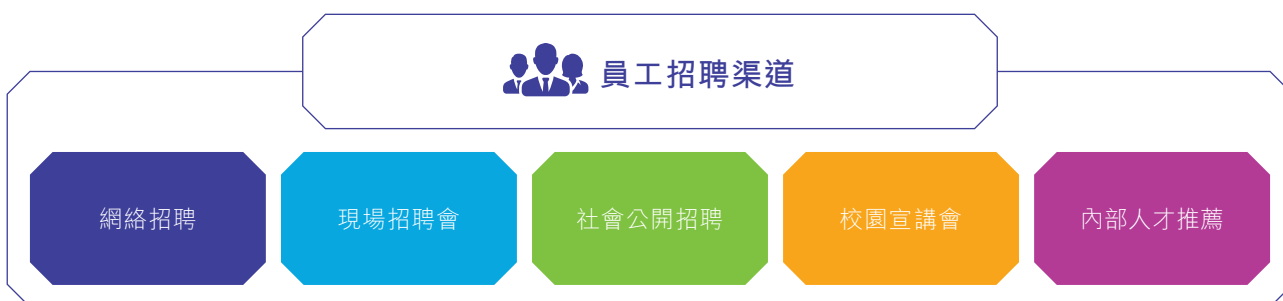 員工招聘渠道
網絡招聘
現場招聘會
社會公開招聘
校園宣講會
內部人才推薦